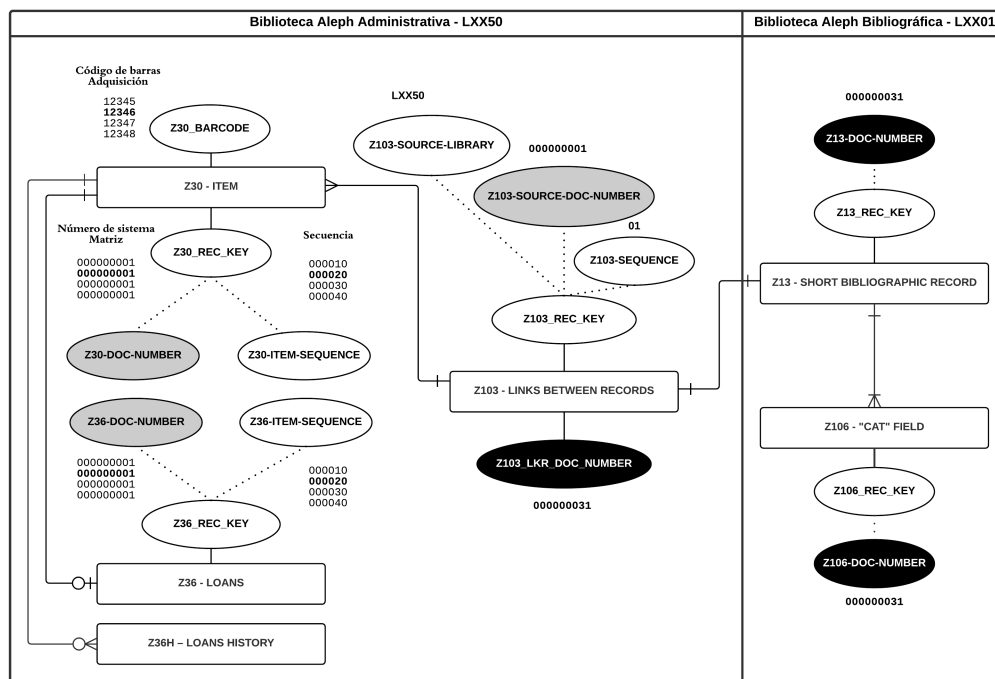 Biblioteca Aleph Administrativa - LXX50
Biblioteca Aleph Bibliográfica - LXX01
Código de barras
Adquisición
12345
12346
12347
12348
Z30_BARCODE
Z30 - ITEM
Número de sistema
Matriz
000000001
000000001
000000001
000000001
Z30_REC_KEY
Secuencia
000010
000020
000030
000040
Z30-DOC-NUMBER
Z30-ITEM-SEQUENCE
Z36-DOC-NUMBER
Z36-ITEM-SEQUENCE
000000001
000000001
000000001
000000001
000010
000020
000030
000040
Z36_REC_KEY
Z36 - LOANS
Z36H – LOANS HISTORY
LXX50
Z103-SOURCE-LIBRARY
000000001
Z103-SOURCE-DOC-NUMBER
01
Z103-SEQUENCE
Z103_REC_KEY
Z103 - LINKS BETWEEN RECORDS
Z103_LKR_DOC_NUMBER
000000031
000000031
Z13-DOC-NUMBER
Z13_REC_KEY
Z13 - SHORT BIBLIOGRAPHIC RECORD
Z106 - "CAT" FIELD
Z106_REC_KEY
Z106-DOC-NUMBER
000000031